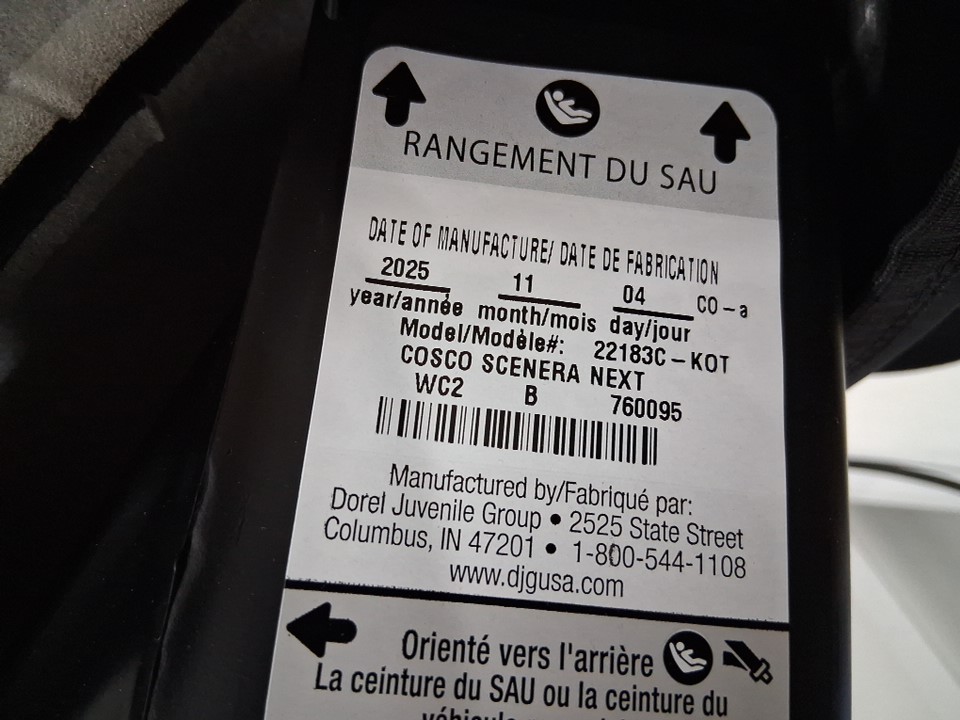 RANGEMENT DU SAU
DATE OF MANUFACTURE/ DATE DE FABRICATION
2025 11 04 CO-a
year/année month/mois day/jour
Model/Modèle#: 22183C-KOT
COSCO SCENERA NEXT
WC2 B 760095
Manufactured by/Fabriqué par:
Dorel Juvenile Group • 2525 State Street
Columbus, IN 47201 • 1-800-544-1108
www.djgusa.com
Orienté vers l'arrière
La ceinture du SAU ou la ceinture du